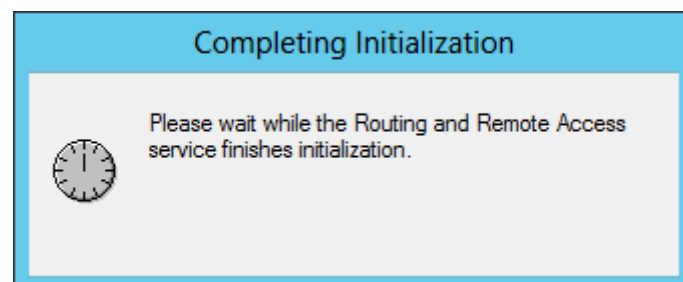 Completing Initialization
Please wait while the Routing and Remote Access
service finishes initialization.